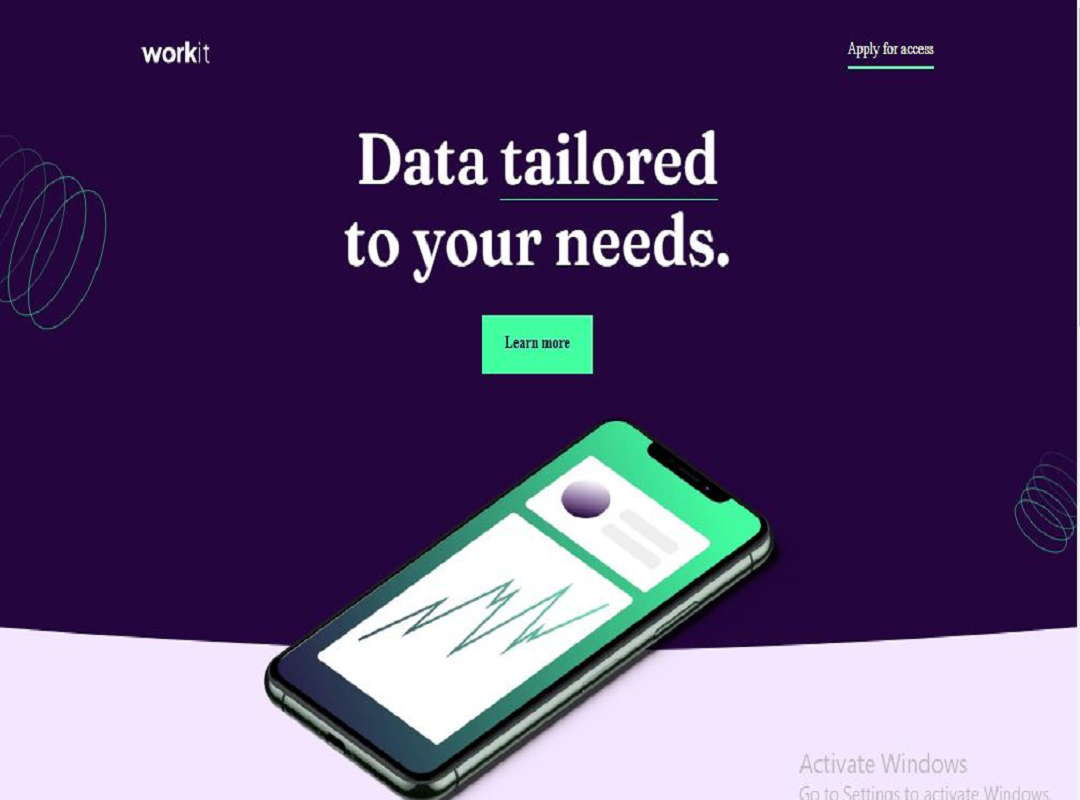 workit
Apply for access
Data tailored
to your needs.
Learn more
Activate Windows
Go to Settings to activate Windows.